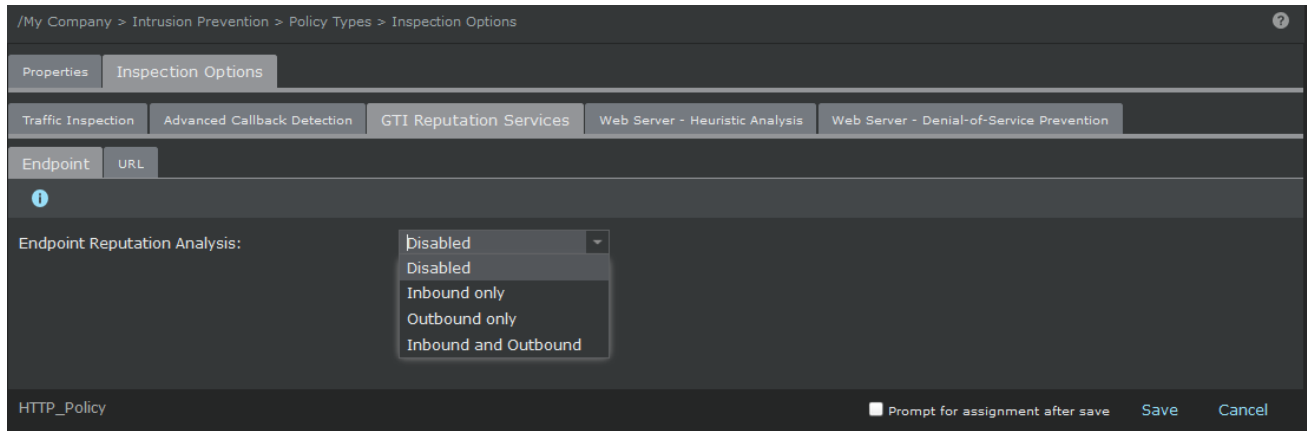 /My Company > Intrusion Prevention > Policy Types > Inspection Options
Properties Inspection Options
Traffic Inspection Advanced Callback Detection GTI Reputation Services Web Server - Heuristic Analysis Web Server - Denial-of-Service Prevention
Endpoint URL
Endpoint Reputation Analysis: Disabled
Disabled
Inbound only
Outbound only
Inbound and Outbound
HTTP_Policy Prompt for assignment after save Save Cancel